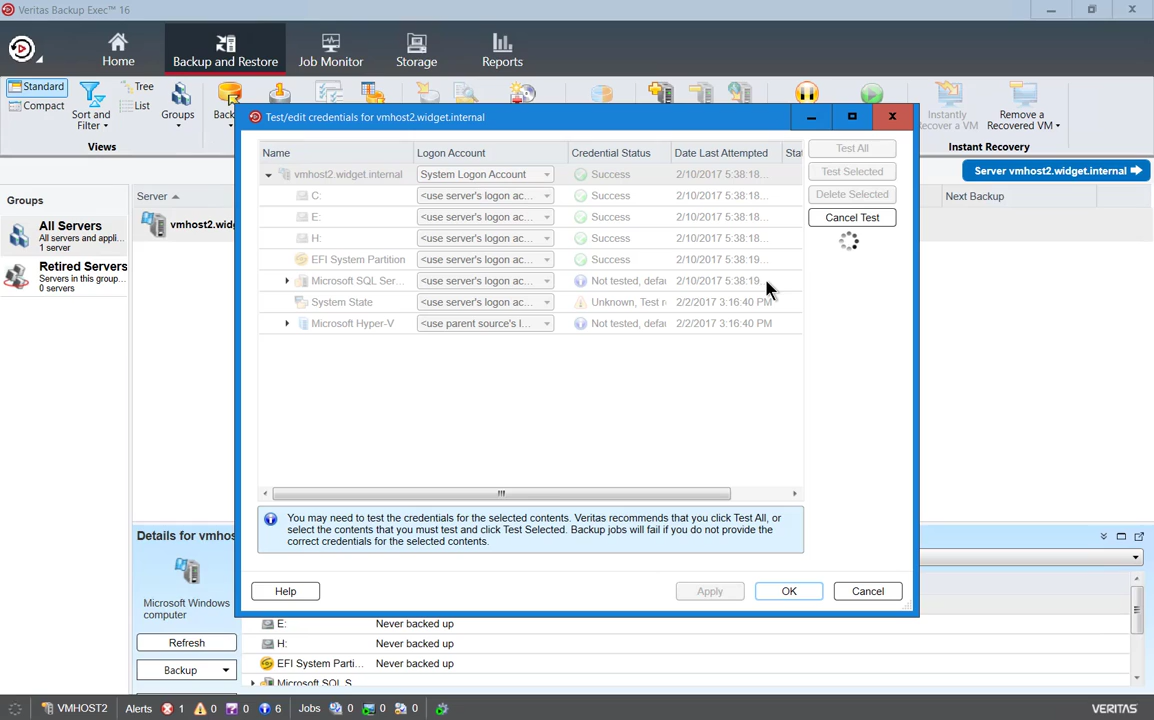 Veritas Backup Exec™ 16
Home
Backup and Restore
Job Monitor
Storage
Reports
Standard
Compact
Sort and
Filter
Tree
List
Groups
Back
Instantly
Recover a VM
Remove a
Recovered VM
Views
Instant Recovery
Server vmhost2.widget.internal
Groups
All Servers
All servers and appli...
1 server
Retired Servers
Servers in this group...
0 servers
Server
Next Backup
vmhost2.widg
Test/edit credentials for vmhost2.widget.internal
Name Logon Account Credential Status Date Last Attempted Stat
vmhost2.widget.internal System Logon Account Success 2/10/2017 5:38:18...
C: <use server's logon ac... Success 2/10/2017 5:38:18...
E: <use server's logon ac... Success 2/10/2017 5:38:18...
H: <use server's logon ac... Success 2/10/2017 5:38:18...
EFI System Partition <use server's logon ac... Success 2/10/2017 5:38:19...
Microsoft SQL Ser... <use server's logon ac... Not tested, defau 2/10/2017 5:38:19...
System State <use server's logon ac... Unknown, Test r 2/2/2017 3:16:40 PM
Microsoft Hyper-V <use parent source's l... Not tested, defau 2/2/2017 3:16:40 PM
Test All
Test Selected
Delete Selected
Cancel Test
You may need to test the credentials for the selected contents. Veritas recommends that you click Test All, or
select the contents that you must test and click Test Selected. Backup jobs will fail if you do not provide the
correct credentials for the selected contents.
Help
Apply
OK
Cancel
Details for vmhos
Microsoft Windows
computer
Refresh
Backup
E: Never backed up
H: Never backed up
EFI System Parti... Never backed up
Microsoft SQL S...
VMHOST2 Alerts 1 0 0 6 Jobs 0 0 0
VERITAS